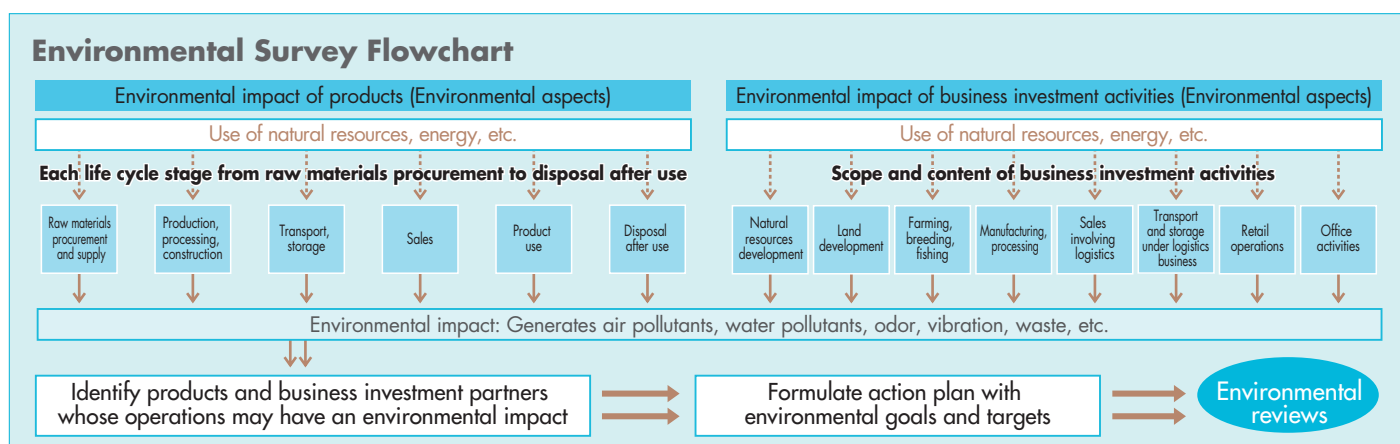 Environmental Survey Flowchart
Environmental impact of products (Environmental aspects)
Use of natural resources, energy, etc.
Each life cycle stage from raw materials procurement to disposal after use
Raw materials
procurement
and supply
Production,
processing,
construction
Transport,
storage
Sales
Product
use
Disposal
after use
Environmental impact of business investment activities (Environmental aspects)
Use of natural resources, energy, etc.
Scope and content of business investment activities
Natural
resources
development
Land
development
Farming,
breeding,
fishing
Manufacturing,
processing
Sales
involving
logistics
Transport
and storage
under logistics
business
Retail
operations
Office
activities
Environmental impact: Generates air pollutants, water pollutants, odor, vibration, waste, etc.
Identify products and business investment partners
whose operations may have an environmental impact
Formulate action plan with
environmental goals and targets
Environmental
reviews